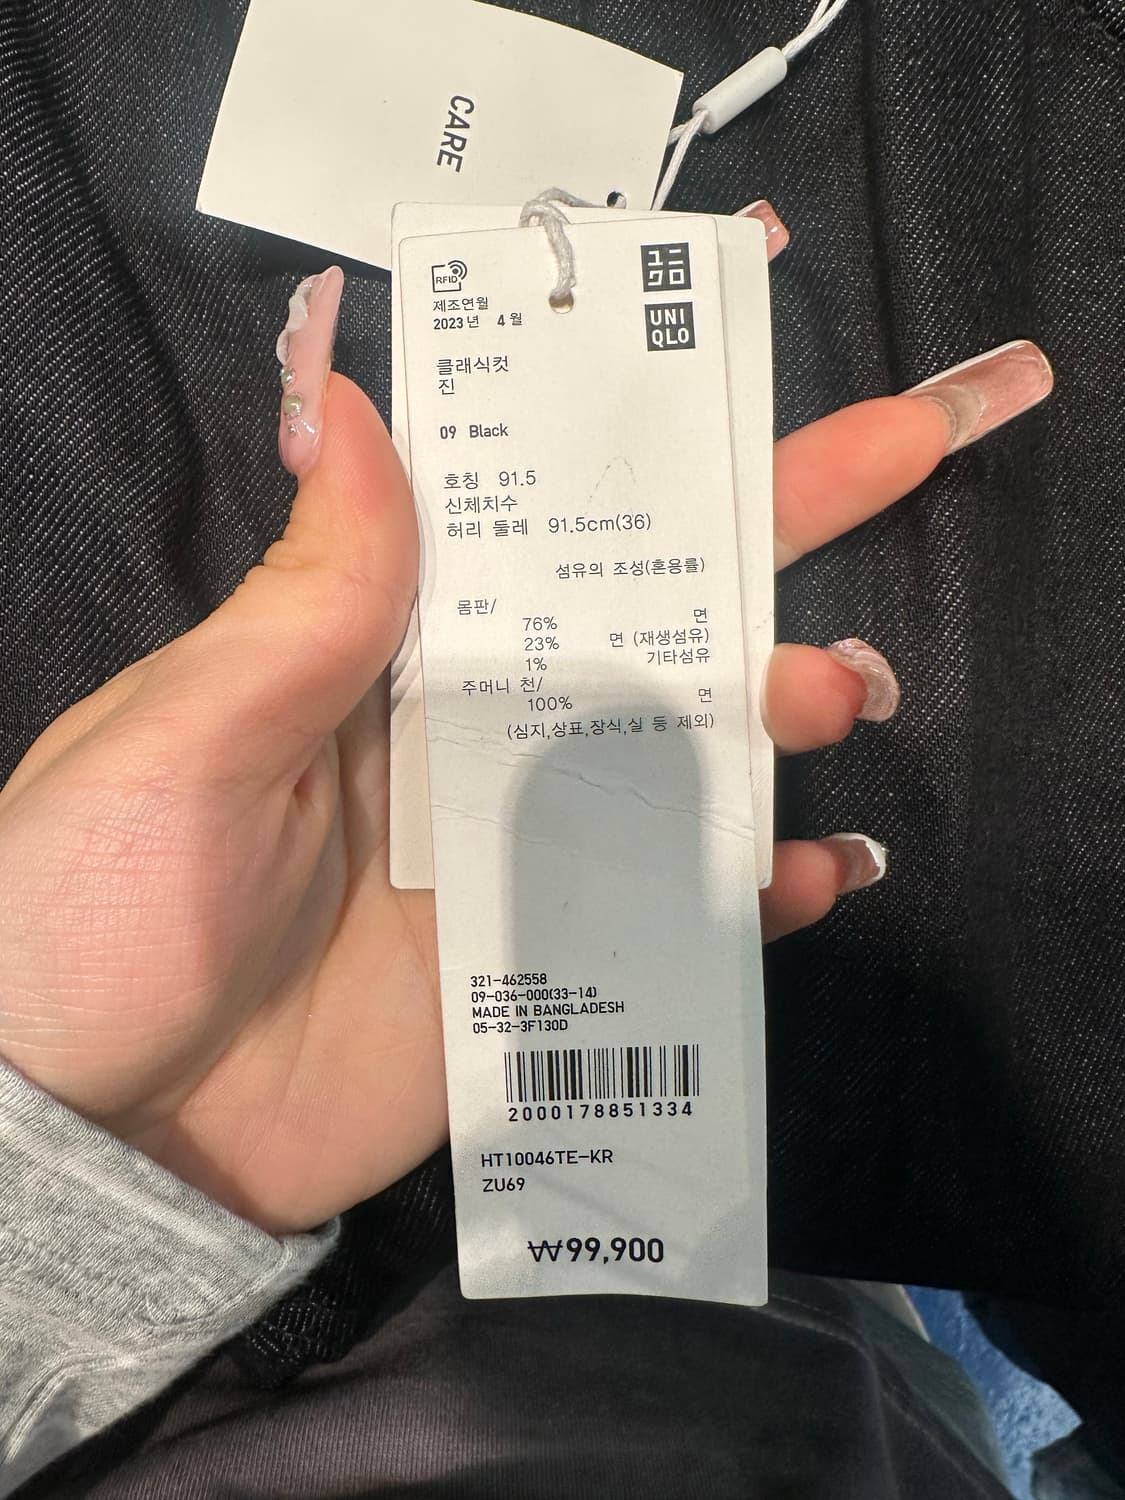 CARE
RFID
ユニ
クロ
UNI
QLO
제조연월
2023년 4월
클래식컷
진
09 Black
호칭 91.5
신체치수
허리 둘레 91.5cm(36)
섬유의 조성(혼용률)
몸판/
76% 면
23% 면 (재생섬유)
1% 기타섬유
주머니 천/
100% 면
(심지,상표,장식,실 등 제외)
321-462558
09-036-000(33-14)
MADE IN BANGLADESH
05-32-3F130D
2000178851334
HT10046TE-KR
ZU69
₩99,900